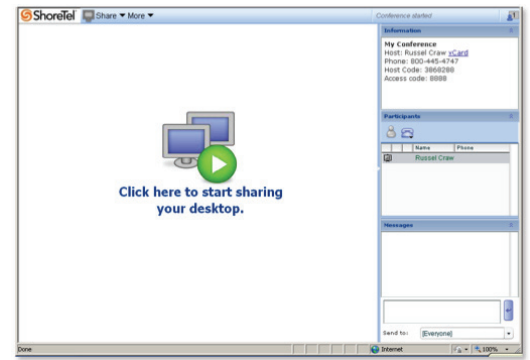 ShoreTel Share More
Conference started
Information
My Conference
Host: Russel Craw vCard
Phone: 800-445-4747
Host Code: 3860280
Access code: 8888
Participants
Name Phone
Russel Craw
Click here to start sharing
your desktop.
Messages
Send to: [Everyone]
Done Internet 100%